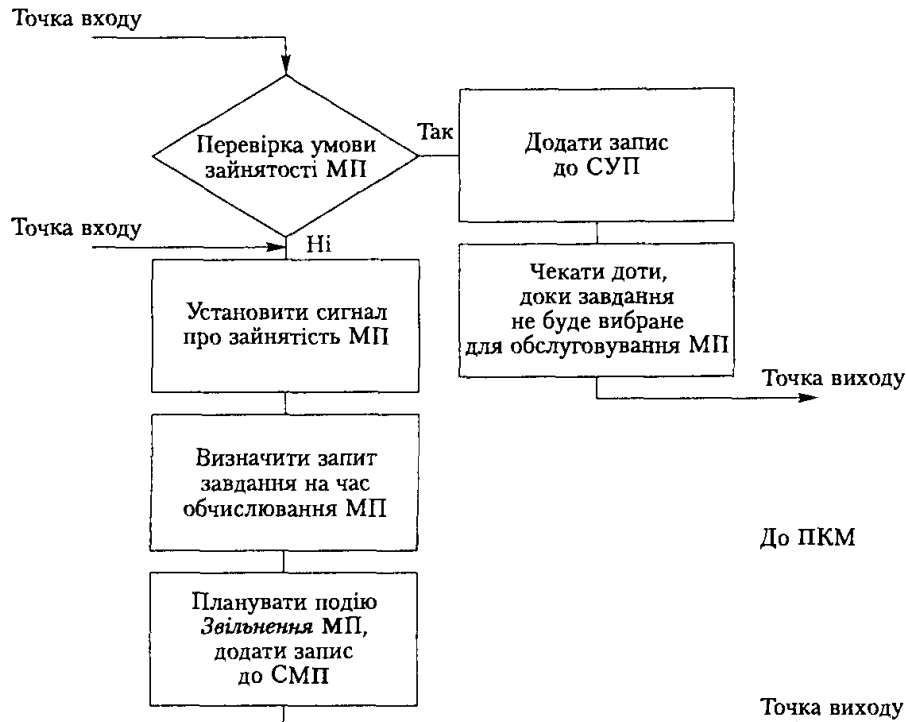 Точка входу
Перевірка умови
зайнятості МП
Так
Додати запис
до СУП
Точка входу
Ні
Чекати доти,
доки завдання
не буде вибране
для обслуговування МП
Установити сигнал
про зайнятість МП
Точка виходу
Визначити запит
завдання на час
обчислювання МП
До ПКМ
Планувати подію
Звільнення МП,
додати запис
до СМП
Точка виходу